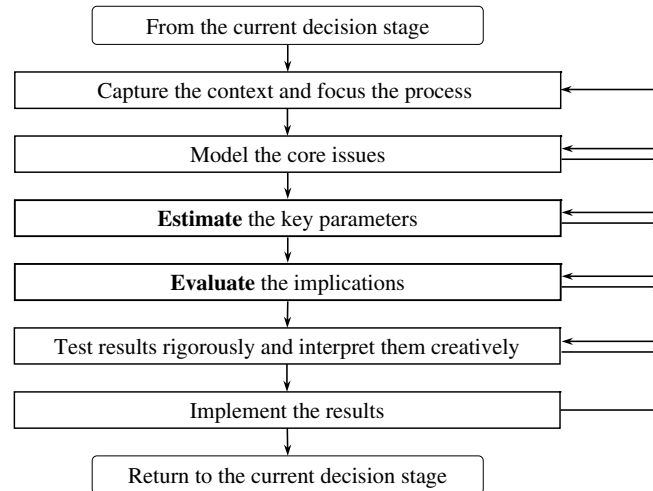 From the current decision stage
Capture the context and focus the process
Model the core issues
Estimate the key parameters
Evaluate the implications
Test results rigorously and interpret them creatively
Implement the results
Return to the current decision stage